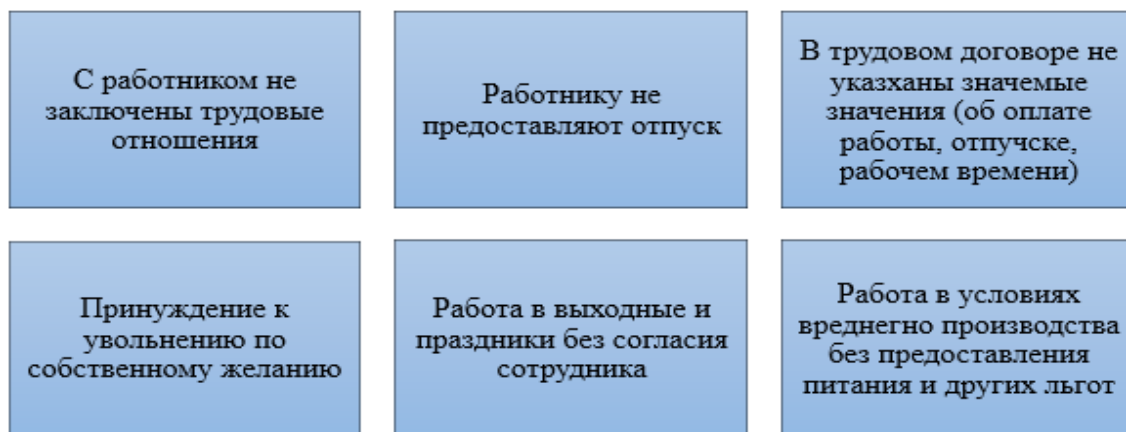 С работником не
заключены трудовые
отношения
Работнику не
предоставляют отпуск
В трудовом договоре не
указханы значемые
значения (об оплате
работы, отпучске,
рабочем времени)
Принуждение к
увольнению по
собственному желанию
Работа в выходные и
праздники без согласия
сотрудника
Работа в условиях
вреднегно производства
без предоставления
питания и других льгот